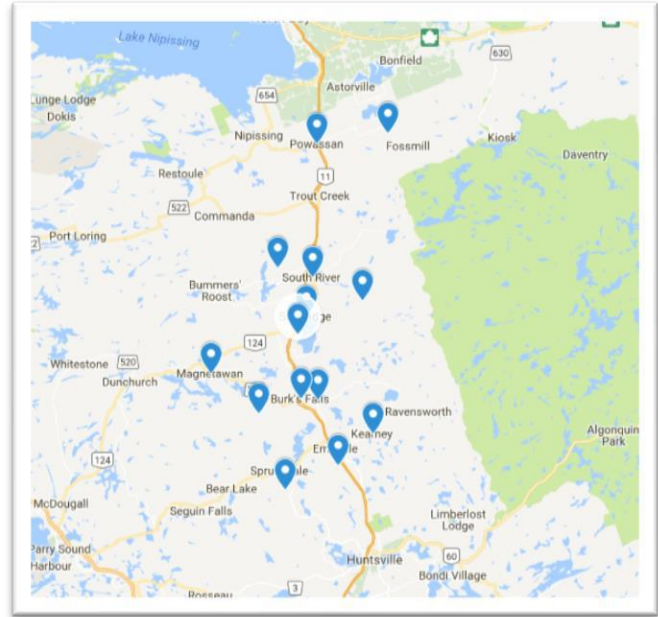 Lake Nipissing
Bonfield
630
Astorville
654
Lunge Lodge
Dokis
Nipissing
Powassan
Fossmill
Kiosk
Daventry
Restoule
11
Trout Creek
522
Commanda
Port Loring
South River
Bummers'
Roost
124
Whitestone
520
Magnetawan
Dunchurch
Burk's Falls
Ravensworth
Kearney
Algonquin
Park
124
Bear Lake
Seguin Falls
McDougall
Limberlost
Lodge
Parry Sound
Harbour
Huntsville
60
Bondi Village
3
Rosseau